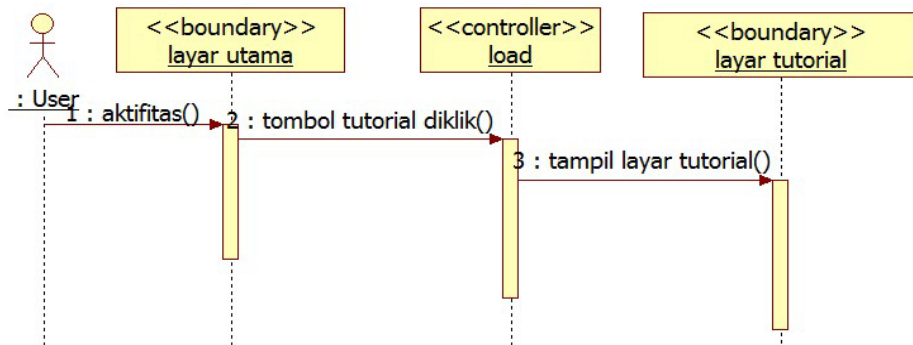 <<boundary>>
layar utama
<<controller>>
load
<<boundary>>
layar tutorial
: User
1 : aktifitas()
2 : tombol tutorial diklik()
3 : tampil layar tutorial()